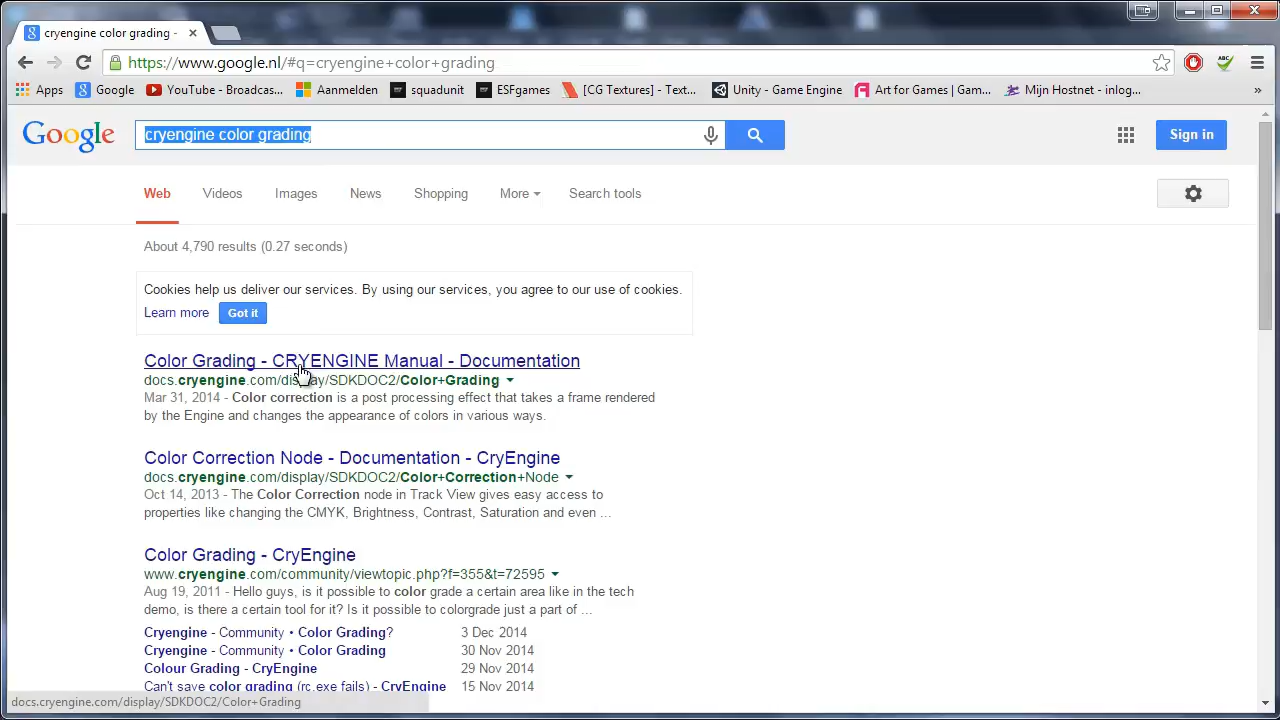 cryengine color grading -
https://www.google.nl/#q=cryengine+color+grading
Apps Google YouTube - Broadcas... Aanmelden squadunit ESFgames [CG Textures] - Text... Unity - Game Engine Art for Games | Gam... Mijn Hostnet - inlog... »
Google cryengine color grading Sign in
Web Videos Images News Shopping More Search tools
About 4,790 results (0.27 seconds)
Cookies help us deliver our services. By using our services, you agree to our use of cookies.
Learn more Got it
Color Grading - CRYENGINE Manual - Documentation
docs.cryengine.com/display/SDKDOC2/Color+Grading
Mar 31, 2014 - Color correction is a post processing effect that takes a frame rendered
by the Engine and changes the appearance of colors in various ways.
Color Correction Node - Documentation - CryEngine
docs.cryengine.com/display/SDKDOC2/Color+Correction+Node
Oct 14, 2013 - The Color Correction node in Track View gives easy access to
properties like changing the CMYK, Brightness, Contrast, Saturation and even ...
Color Grading - CryEngine
www.cryengine.com/community/viewtopic.php?f=355&t=72595
Aug 19, 2011 - Hello guys, is it possible to color grade a certain area like in the tech
demo, is there a certain tool for it? Is it possible to colorgrade just a part of ...
Cryengine - Community • Color Grading? 3 Dec 2014
Cryengine - Community • Color Grading 30 Nov 2014
Colour Grading - CryEngine 29 Nov 2014
Can't save color grading (rc.exe fails) - CryEngine 15 Nov 2014
docs.cryengine.com/display/SDKDOC2/Color+Grading